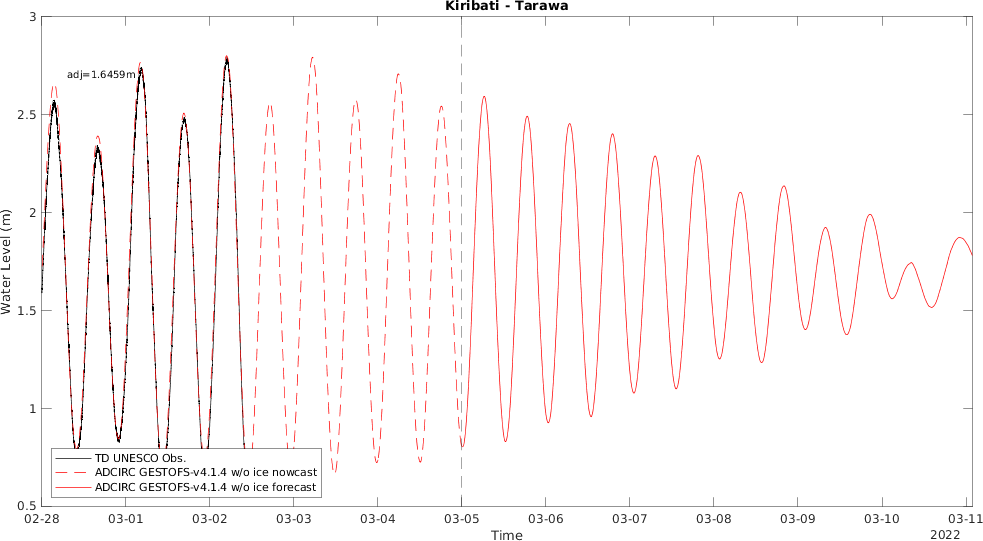 Kiribati - Tarawa
adj=1.6459m
Water Level (m)
3
2.5
2
1.5
1
0.5
TD UNESCO Obs.
ADCIRC GESTOFS-v4.1.4 w/o ice nowcast
ADCIRC GESTOFS-v4.1.4 w/o ice forecast
02-28 03-01 03-02 03-03 03-04 03-05 03-06 03-07 03-08 03-09 03-10 03-11
Time
2022